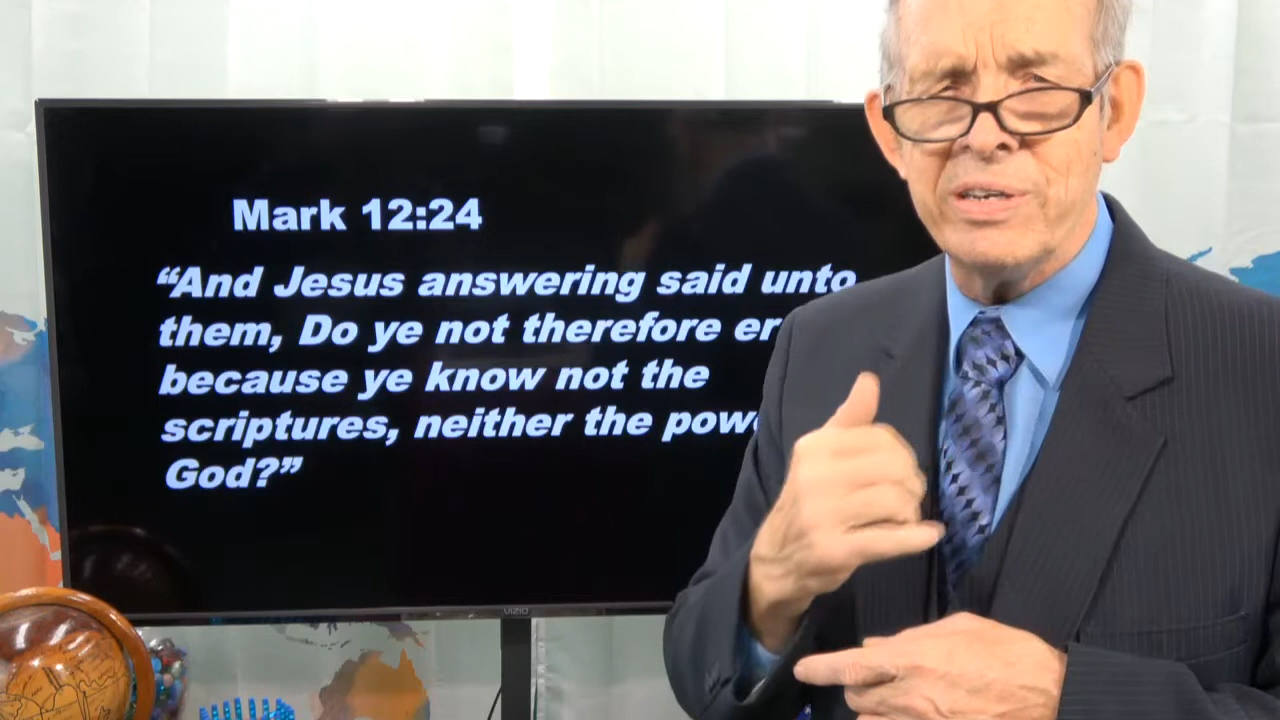 Mark 12:24
“And Jesus answering said unto
them, Do ye not therefore er
because ye know not the
scriptures, neither the pow
God?”
VIZIO